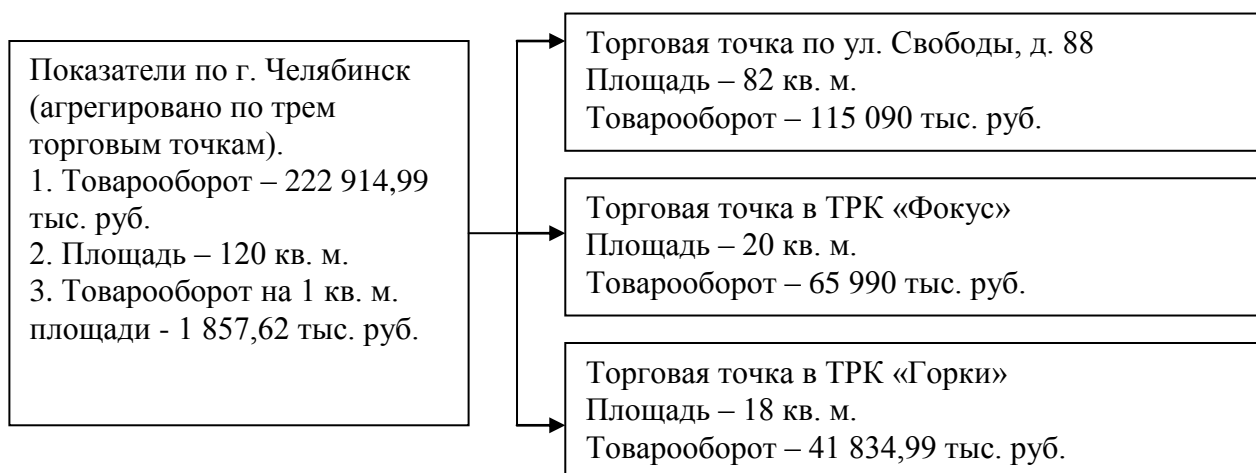 Показатели по г. Челябинск
(агрегировано по трем
торговым точкам).
1. Товарооборот – 222 914,99
тыс. руб.
2. Площадь – 120 кв. м.
3. Товарооборот на 1 кв. м.
площади - 1 857,62 тыс. руб.
Торговая точка по ул. Свободы, д. 88
Площадь – 82 кв. м.
Товарооборот – 115 090 тыс. руб.
Торговая точка в ТРК «Фокус»
Площадь – 20 кв. м.
Товарооборот – 65 990 тыс. руб.
Торговая точка в ТРК «Горки»
Площадь – 18 кв. м.
Товарооборот – 41 834,99 тыс. руб.